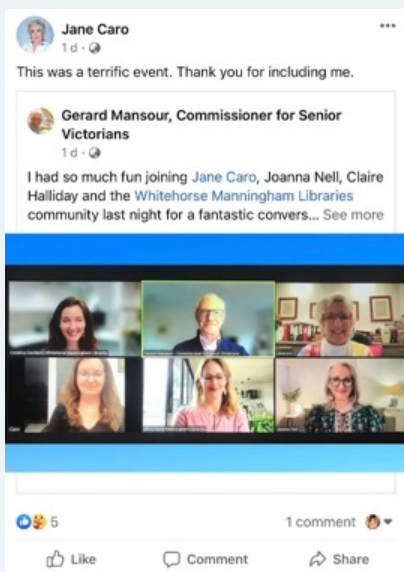 Jane Caro
1 d ·
This was a terrific event. Thank you for including me.
Gerard Mansour, Commissioner for Senior
Victorians
1 d ·
I had so much fun joining Jane Caro, Joanna Nell, Claire
Halliday and the Whitehorse Manningham Libraries
community last night for a fantastic convers... See more
5
1 comment
Like
Comment
Share